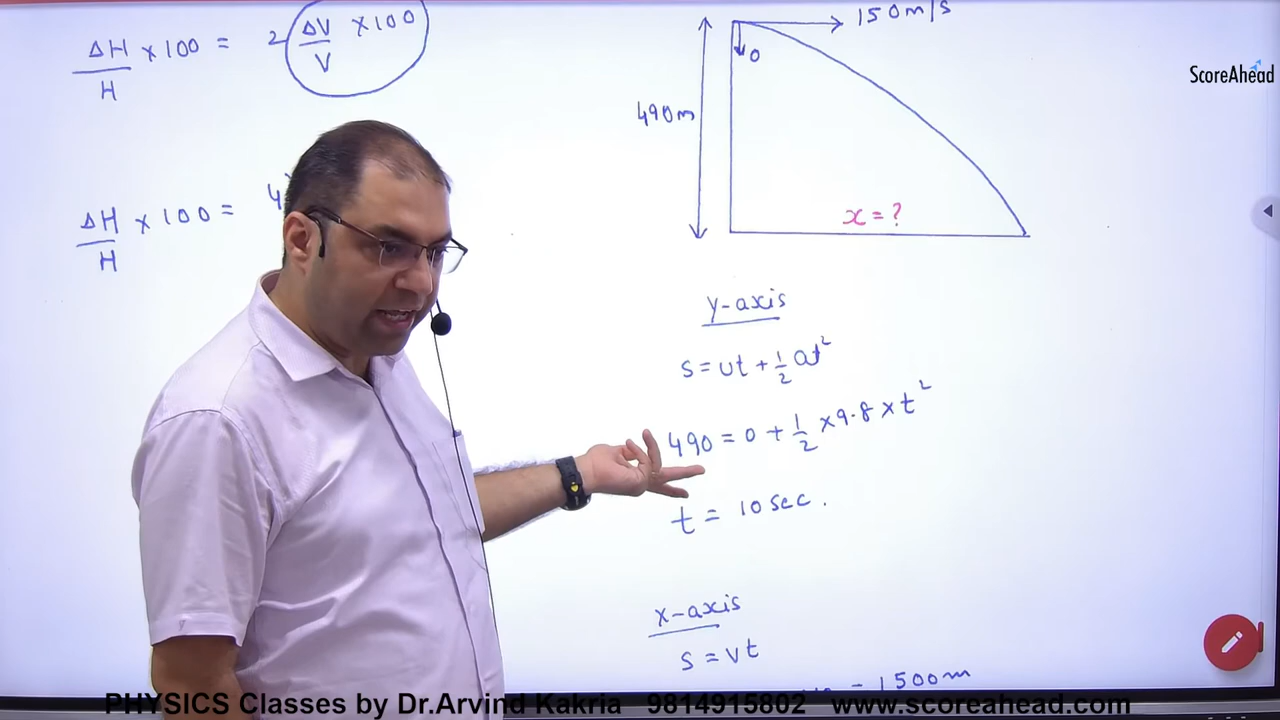 ΔH/H × 100 = 2 ΔV/V × 100
ΔH/H × 100 = 4
150 m/s
0
490m
x = ?
ScoreAhead
y-axis
s = ut + 1/2 at²
490 = 0 + 1/2 × 9.8 × t²
t = 10 sec.
x-axis
s = vt
= 1500m
PHYSICS Classes by Dr.Arvind Kakria 9814915802 www.scoreahead.com